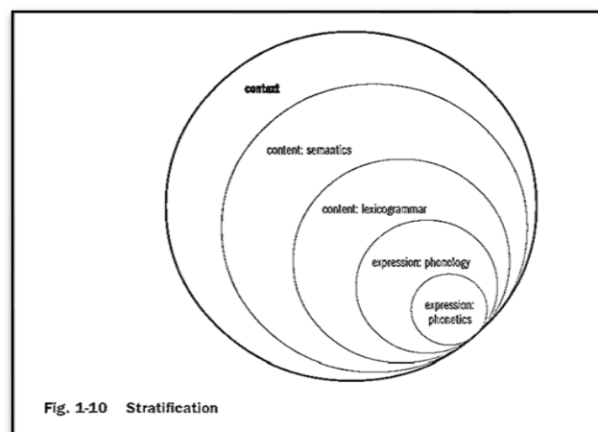 context
content: semantics
content: lexicogrammar
expression: phonology
expression:
phonetics
Fig. 1-10 Stratification